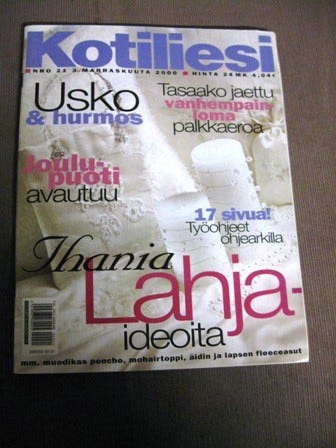 Kotiliesi
NRO 21 3. MARRASKUUTA 2000 HINTA 24 MK 4,04€
Usko
& hurmos
Tasaako jaettu
vanhempain-
loma
palkkaeroa
Joulu-
puoti
avautuu
17 sivua!
Työohjeet
ohjearkilla
Ihania
Lahja-
ideoita
mm. muodikas poncho, mohairtoppi, äidin ja lapsen fleeceasut